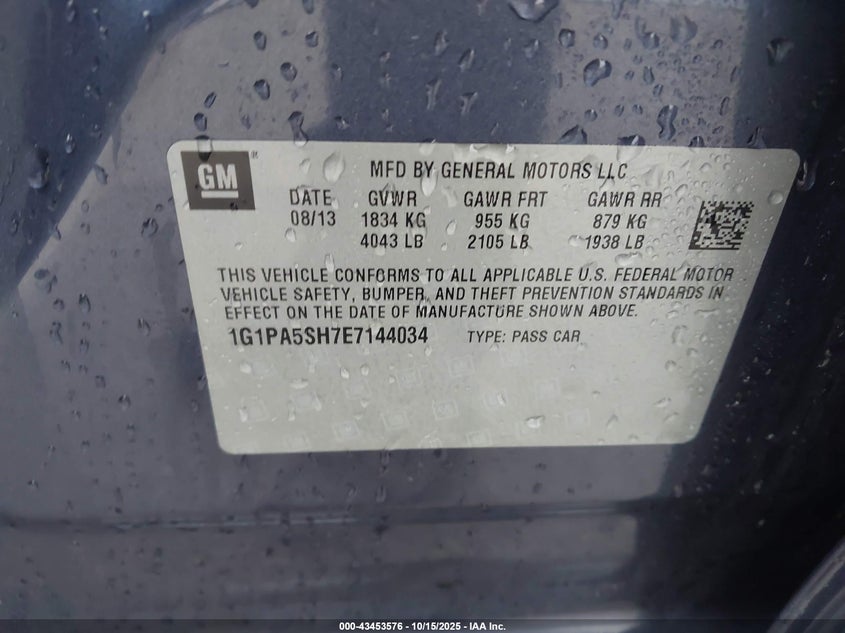 GM®
MFD BY GENERAL MOTORS LLC
DATE GVWR GAWR FRT GAWR RR
08/13 1834 KG 955 KG 879 KG
4043 LB 2105 LB 1938 LB
THIS VEHICLE CONFORMS TO ALL APPLICABLE U.S. FEDERAL MOTOR
VEHICLE SAFETY, BUMPER, AND THEFT PREVENTION STANDARDS IN
EFFECT ON THE DATE OF MANUFACTURE SHOWN ABOVE.
1G1PA5SH7E7144034 TYPE: PASS CAR
000-43453576 - 10/15/2025 - IAA Inc.